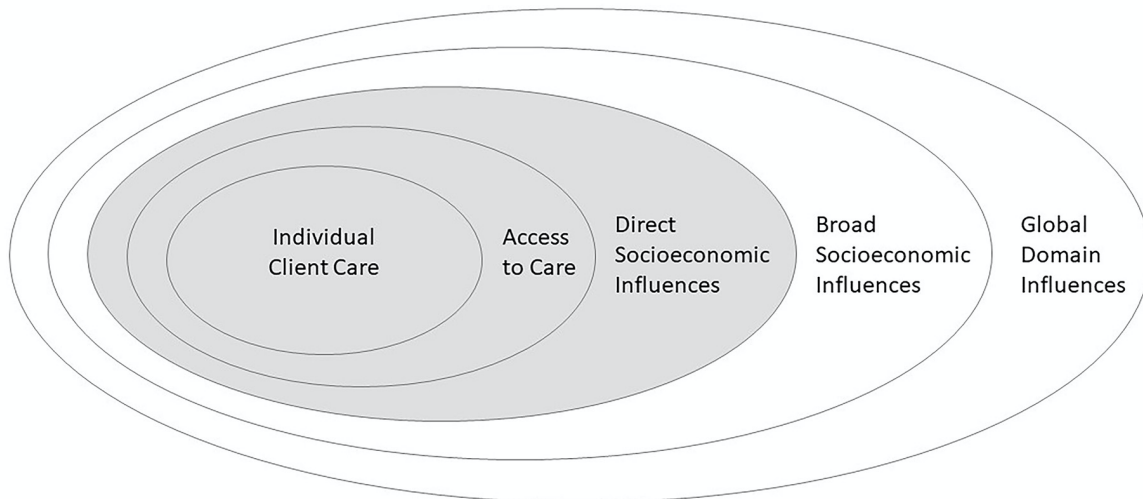 Individual
Client Care
Access
to Care
Direct
Socioeconomic
Influences
Broad
Socioeconomic
Influences
Global
Domain
Influences